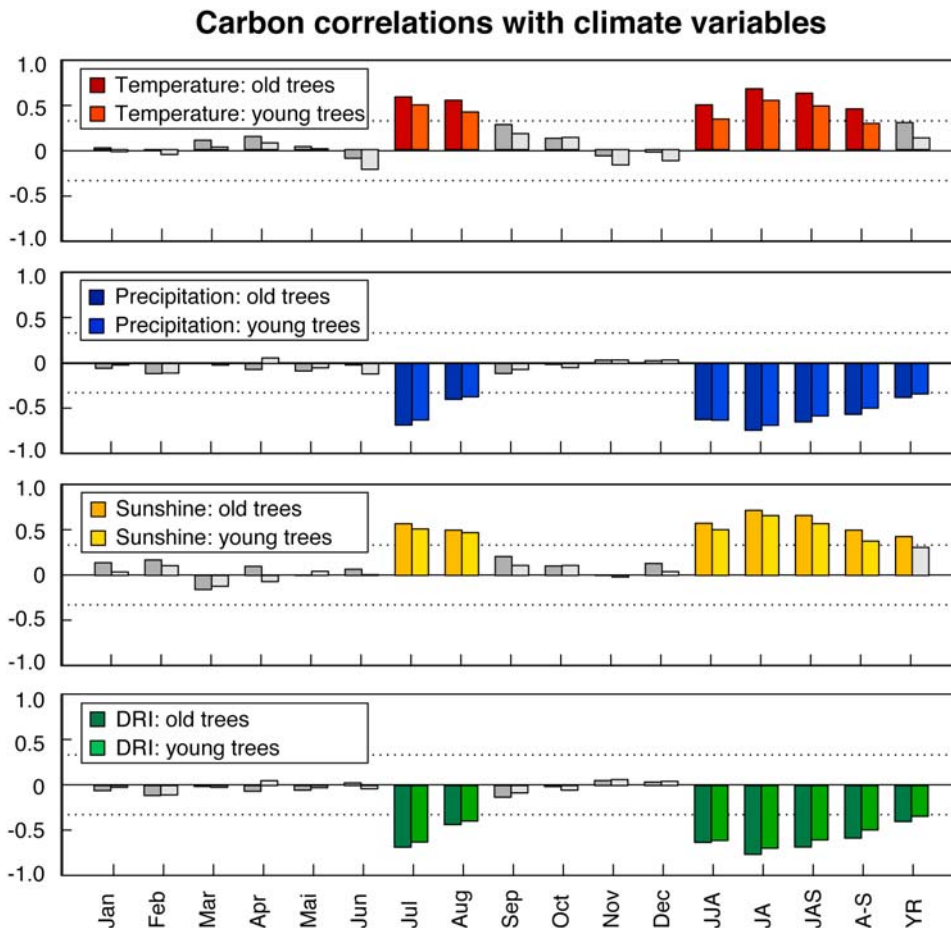 Carbon correlations with climate variables
1.0
Temperature: old trees
0.5
Temperature: young trees
0
-0.5
-1.0
1.0
Precipitation: old trees
0.5
Precipitation: young trees
0
-0.5
-1.0
1.0
Sunshine: old trees
0.5
Sunshine: young trees
0
-0.5
-1.0
1.0
DRI: old trees
0.5
DRI: young trees
0
-0.5
-1.0
Jan Feb Mar Apr Mai Jun Jul Aug Sep Oct Nov Dec JJA JA JAS A-S YR